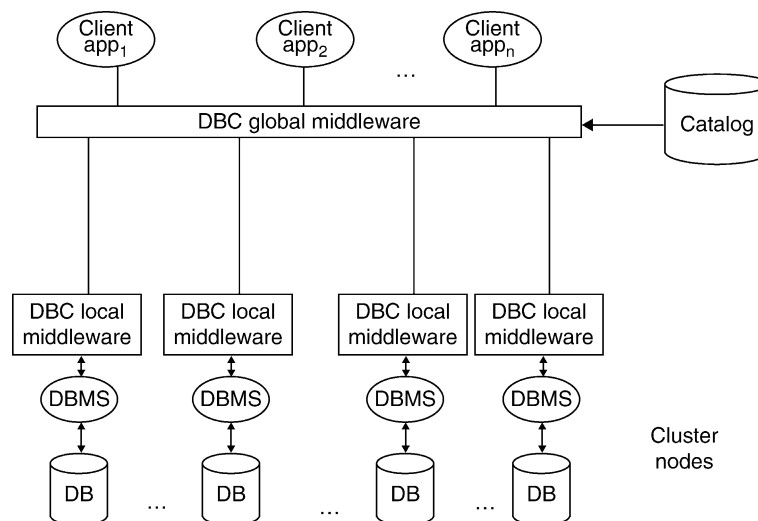 Client
app1
Client
app2
...
Client
appn
DBC global middleware
Catalog
DBC local
middleware
DBC local
middleware
DBC local
middleware
DBC local
middleware
DBMS
DBMS
DBMS
DBMS
Cluster
nodes
DB
...
DB
...
DB
...
DB